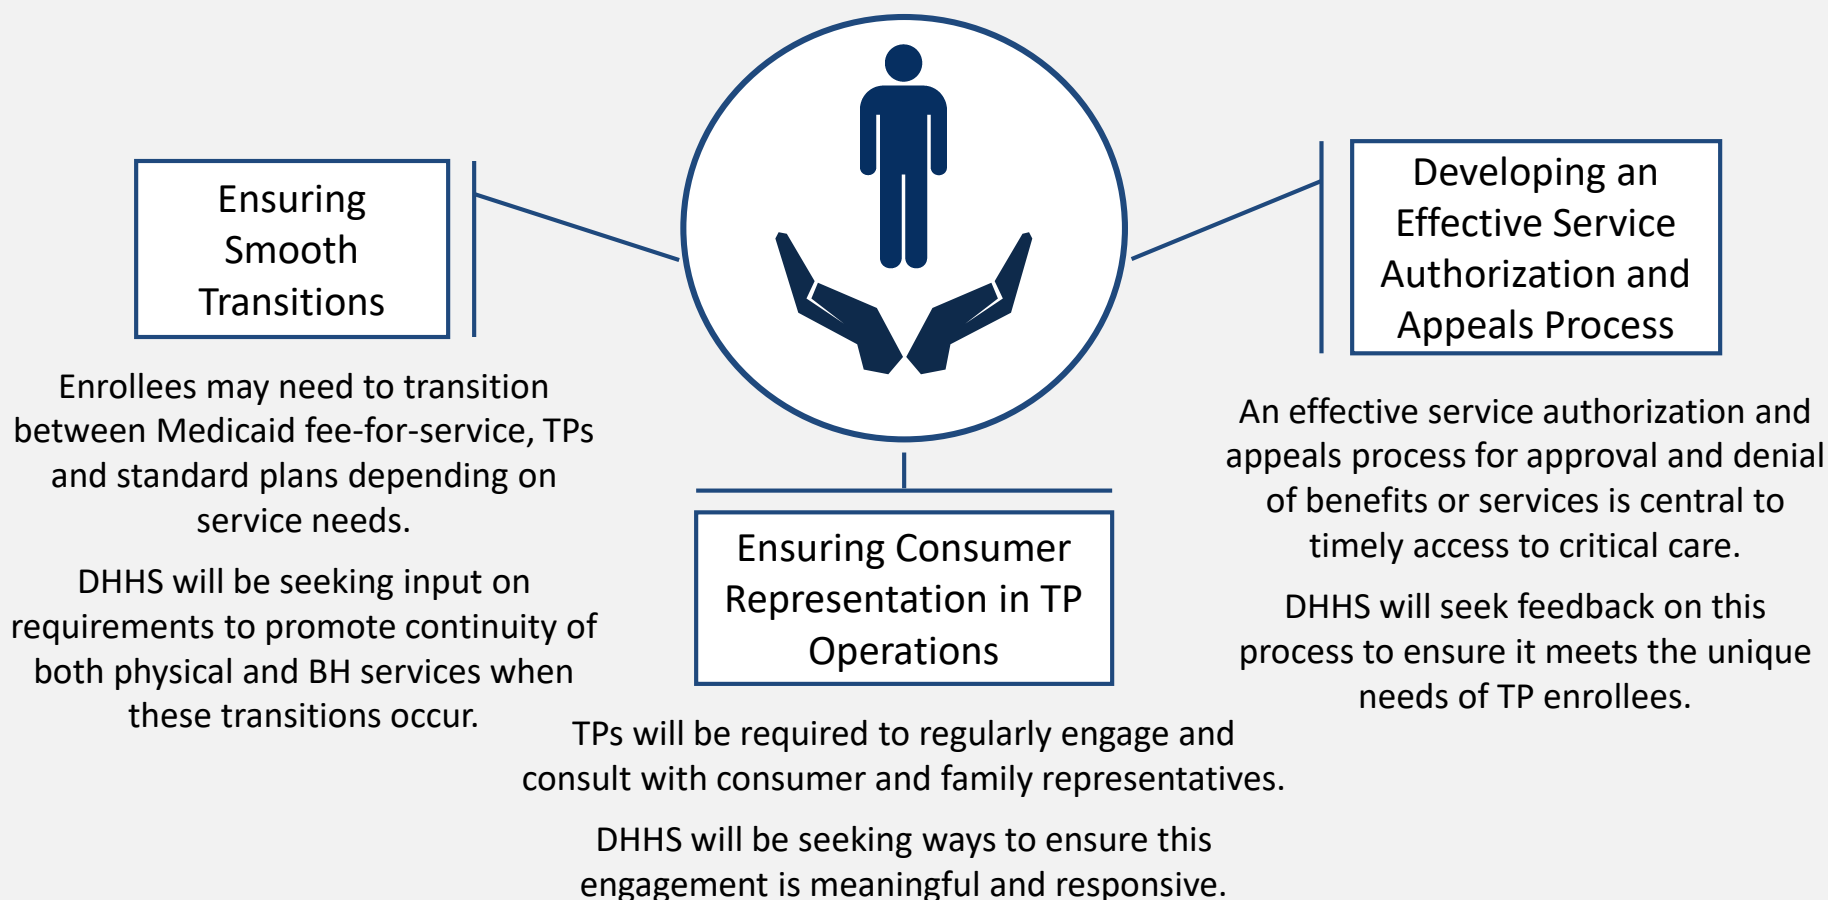 Ensuring
Smooth
Transitions
Enrollees may need to transition
between Medicaid fee-for-service, TPs
and standard plans depending on
service needs.
DHHS will be seeking input on
requirements to promote continuity of
both physical and BH services when
these transitions occur.
Ensuring Consumer
Representation in TP
Operations
TPs will be required to regularly engage and
consult with consumer and family representatives.
DHHS will be seeking ways to ensure this
engagement is meaningful and responsive.
Developing an
Effective Service
Authorization and
Appeals Process
An effective service authorization and
appeals process for approval and denial
of benefits or services is central to
timely access to critical care.
DHHS will seek feedback on this
process to ensure it meets the unique
needs of TP enrollees.